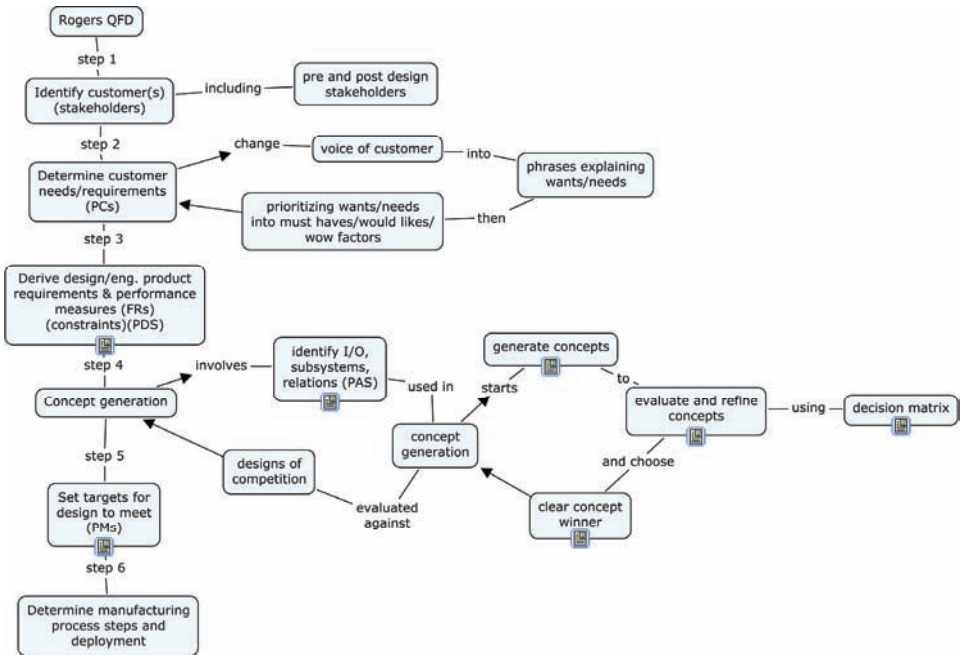 Rogers QFD
step 1
Identify customer(s)
(stakeholders)
including
pre and post design
stakeholders
step 2
Determine customer
needs/requirements
(PCs)
change
voice of customer
into
phrases explaining
wants/needs
then
prioritizing wants/needs
into must haves/would likes/
wow factors
step 3
Derive design/eng. product
requirements & performance
measures (FRs)
(constraints)(PDS)
step 4
Concept generation
involves
identify I/O,
subsystems,
relations (PAS)
used in
concept
generation
starts
generate concepts
to
evaluate and refine
concepts
using
decision matrix
and choose
clear concept
winner
evaluated
against
designs of
competition
step 5
Set targets for
design to meet
(PMs)
step 6
Determine manufacturing
process steps and
deployment